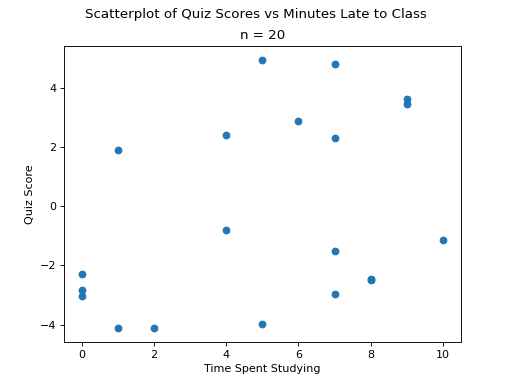 Scatterplot of Quiz Scores vs Minutes Late to Class
n = 20
4
2
0
−2
−4
Quiz Score
0 2 4 6 8 10
Time Spent Studying